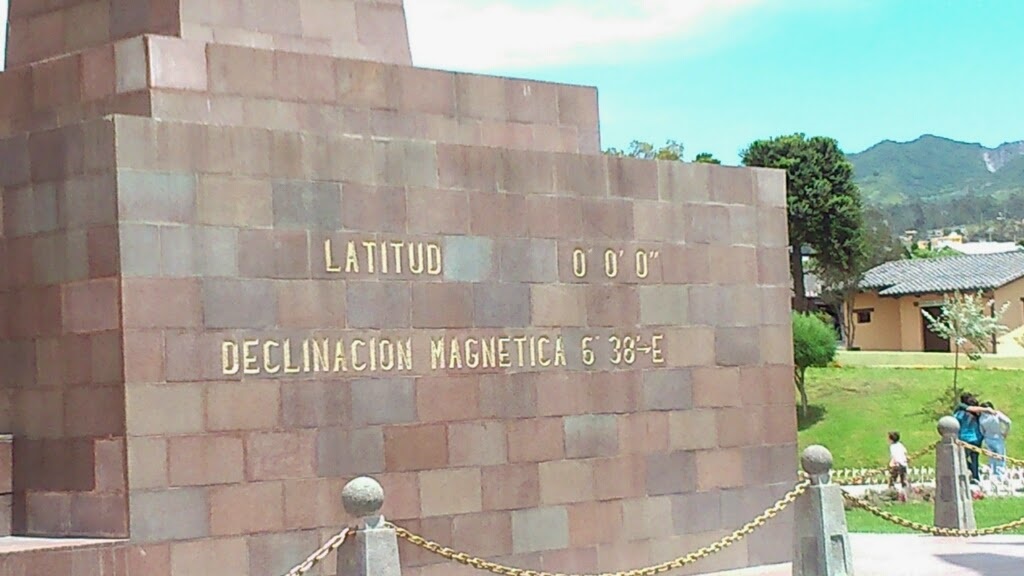 LATITUD 0° 0' 0"
DECLINACION MAGNETICA 6° 38'-E